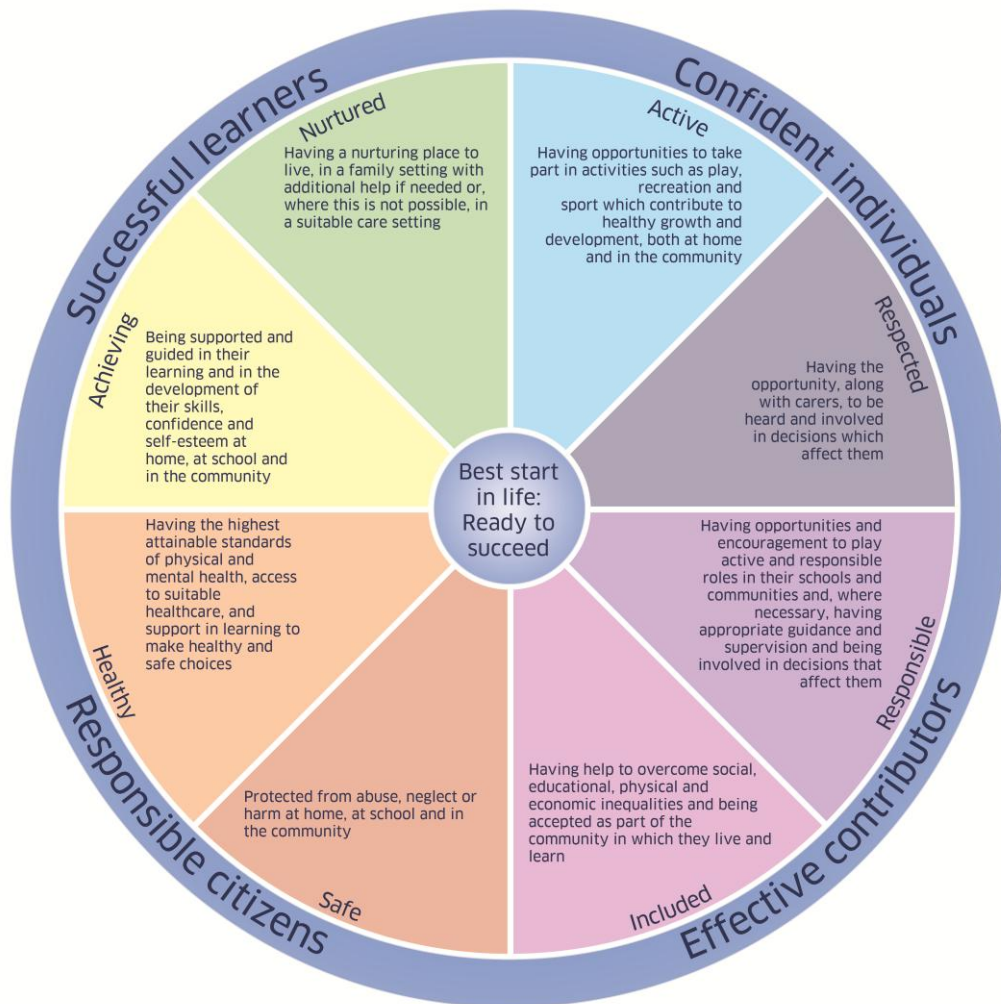 Successful learners
Confident individuals
Nurtured
Having a nurturing place to
live, in a family setting with
additional help if needed or,
where this is not possible, in
a suitable care setting
Active
Having opportunities to take
part in activities such as play,
recreation and
sport which contribute to
healthy growth and
development, both at home
and in the community
Achieving
Being supported and
guided in their
learning and in the
development of
their skills,
confidence and
self-esteem at
home, at school and
in the community
Respected
Having the
opportunity, along
with carers, to be
heard and involved
in decisions which
affect them
Best start
in life:
Ready to
succeed
Healthy
Having the highest
attainable standards
of physical and
mental health, access
to suitable
healthcare, and
support in learning to
make healthy and
safe choices
Responsible
Having opportunities and
encouragement to play
active and responsible
roles in their schools and
communities and, where
necessary, having
appropriate guidance and
supervision and being
involved in decisions that
affect them
Protected from abuse, neglect or
harm at home, at school and in
the community
Safe
Having help to overcome social,
educational, physical and
economic inequalities and being
accepted as part of the
community in which they live and
learn
Included
Responsible citizens
Effective contributors